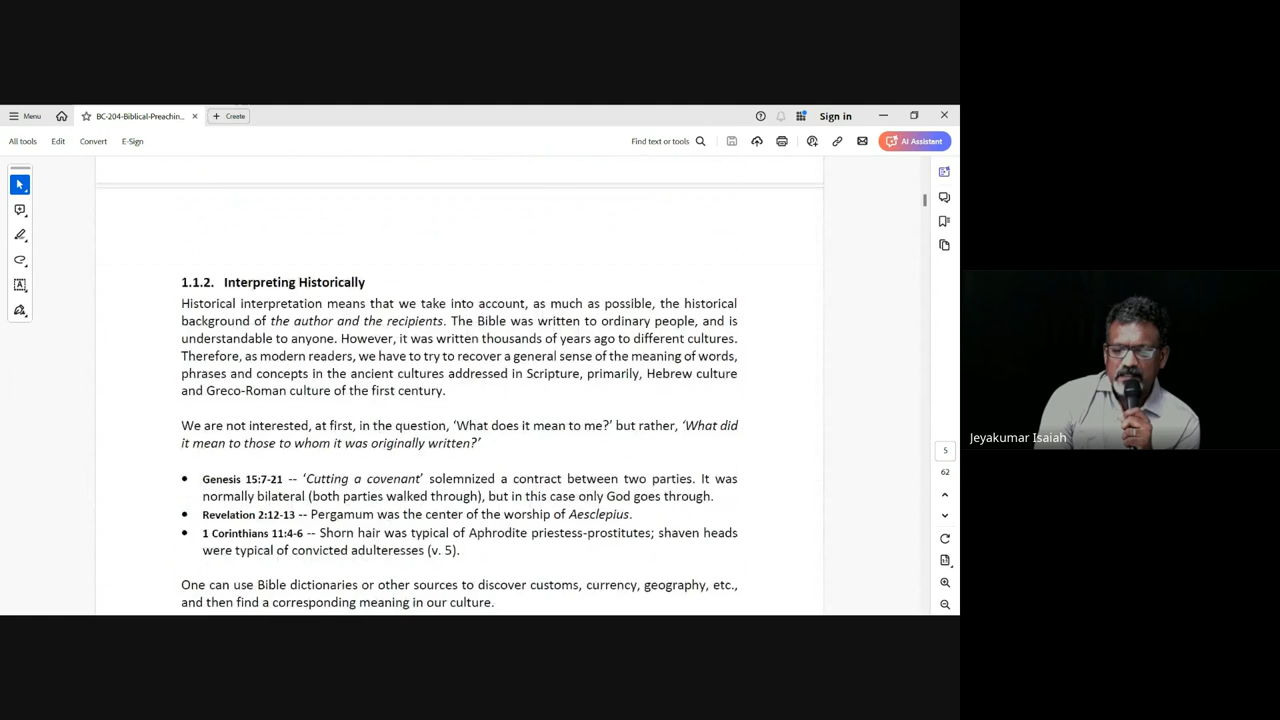 Menu
BC-204-Biblical-Preachin...
Create
Sign in
All tools
Edit
Convert
E-Sign
Find text or tools
AI Assistant
1.1.2. Interpreting Historically
Historical interpretation means that we take into account, as much as possible, the historical
background of the author and the recipients. The Bible was written to ordinary people, and is
understandable to anyone. However, it was written thousands of years ago to different cultures.
Therefore, as modern readers, we have to try to recover a general sense of the meaning of words,
phrases and concepts in the ancient cultures addressed in Scripture, primarily, Hebrew culture
and Greco-Roman culture of the first century.
We are not interested, at first, in the question, ‘What does it mean to me?’ but rather, ‘What did
it mean to those to whom it was originally written?’
• Genesis 15:7-21 -- ‘Cutting a covenant’ solemnized a contract between two parties. It was
normally bilateral (both parties walked through), but in this case only God goes through.
• Revelation 2:12-13 -- Pergamum was the center of the worship of Aesclepius.
• 1 Corinthians 11:4-6 -- Shorn hair was typical of Aphrodite priestess-prostitutes; shaven heads
were typical of convicted adulteresses (v. 5).
One can use Bible dictionaries or other sources to discover customs, currency, geography, etc.,
and then find a corresponding meaning in our culture.
5
62
Jeyakumar Isaiah